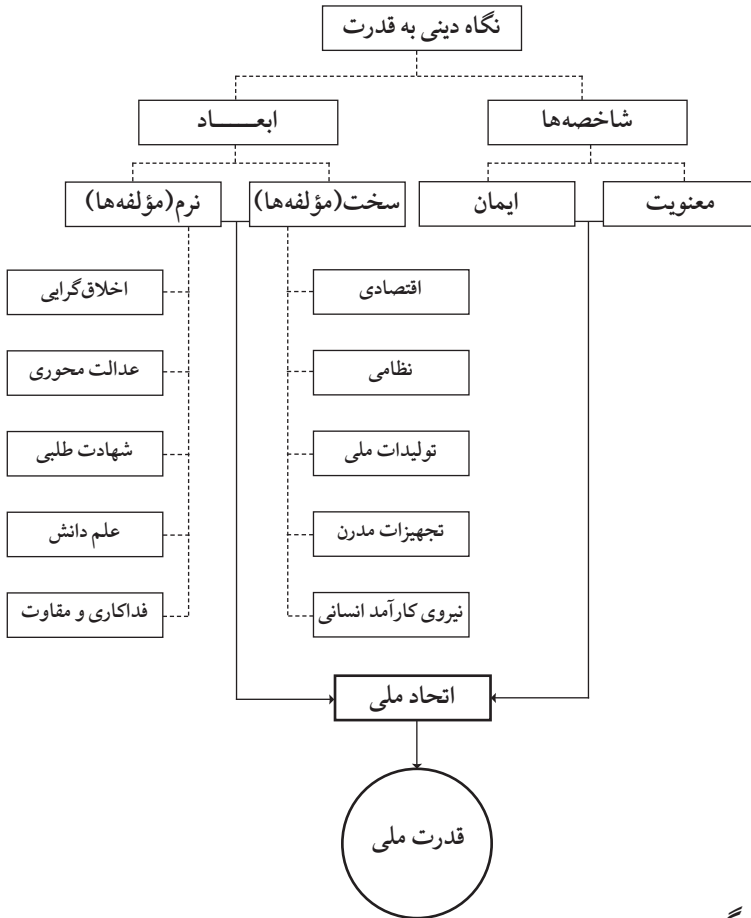 نگاه دینی به قدرت
شاخصه‌ها
ابعـــــاد
معنویت
ایمان
سخت(مؤلفه‌ها)
نرم(مؤلفه‌ها)
اقتصادی
اخلاق‌گرایی
نظامی
عدالت محوری
تولیدات ملی
شهادت طلبی
تجهیزات مدرن
علم دانش
نیروی کارآمد انسانی
فداکاری و مقاوت
اتحاد ملی
قدرت ملی